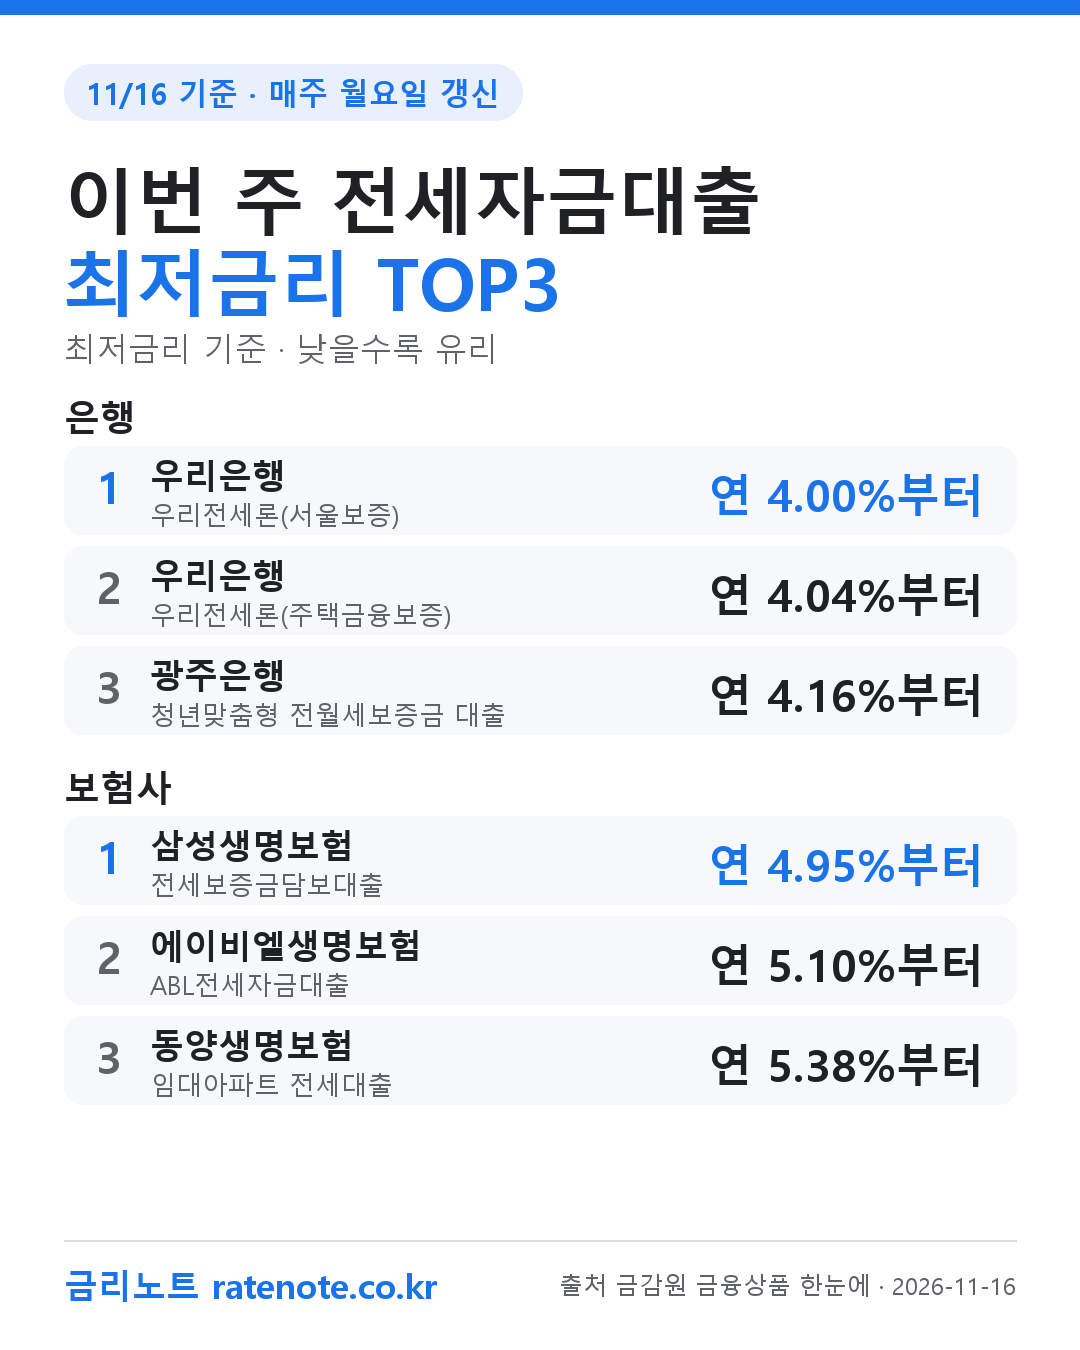 11/16 기준 · 매주 월요일 갱신
이번 주 전세자금대출
최저금리 TOP3
최저금리 기준 · 낮을수록 유리
은행
1 우리은행 연 4.00%부터
우리전세론(서울보증)
2 우리은행 연 4.04%부터
우리전세론(주택금융보증)
3 광주은행 연 4.16%부터
청년맞춤형 전월세보증금 대출
보험사
1 삼성생명보험 연 4.95%부터
전세보증금담보대출
2 에이비엘생명보험 연 5.10%부터
ABL전세자금대출
3 동양생명보험 연 5.38%부터
임대아파트 전세대출
금리노트 ratenote.co.kr 출처 금감원 금융상품 한눈에 · 2026-11-16